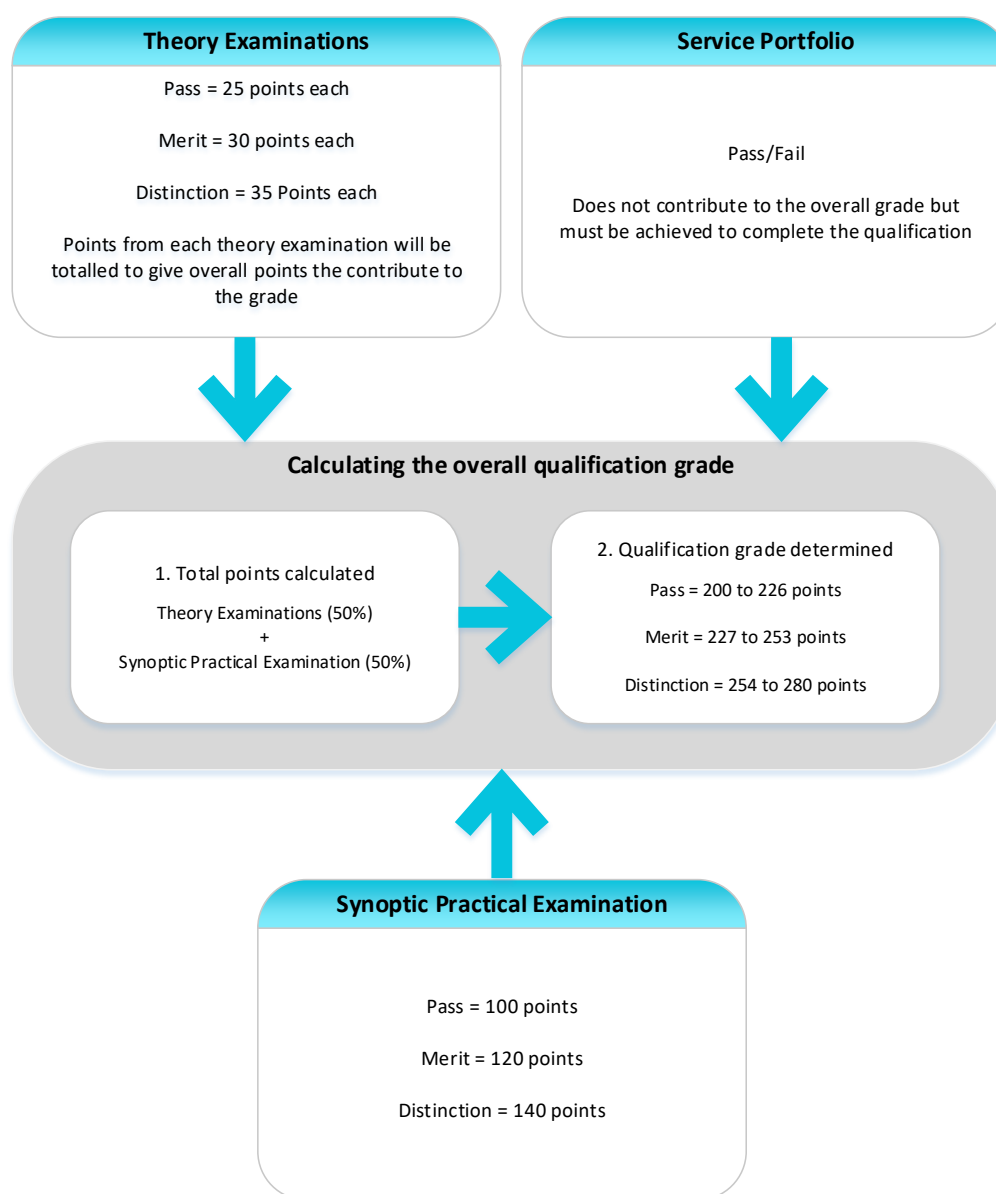 Theory Examinations
Pass = 25 points each
Merit = 30 points each
Distinction = 35 Points each
Points from each theory examination will be
totalled to give overall points the contribute to
the grade
Service Portfolio
Pass/Fail
Does not contribute to the overall grade but
must be achieved to complete the qualification
Calculating the overall qualification grade
1. Total points calculated
Theory Examinations (50%)
+
Synoptic Practical Examination (50%)
2. Qualification grade determined
Pass = 200 to 226 points
Merit = 227 to 253 points
Distinction = 254 to 280 points
Synoptic Practical Examination
Pass = 100 points
Merit = 120 points
Distinction = 140 points